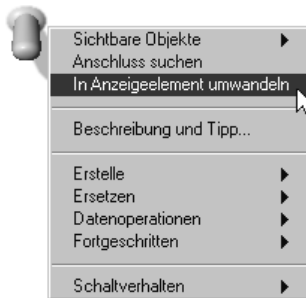 Sichtbare Objekte
Anschluss suchen
In Anzeigeelement umwandeln
Beschreibung und Tipp...
Erstelle
Ersetzen
Datenoperationen
Fortgeschritten
Schaltverhalten